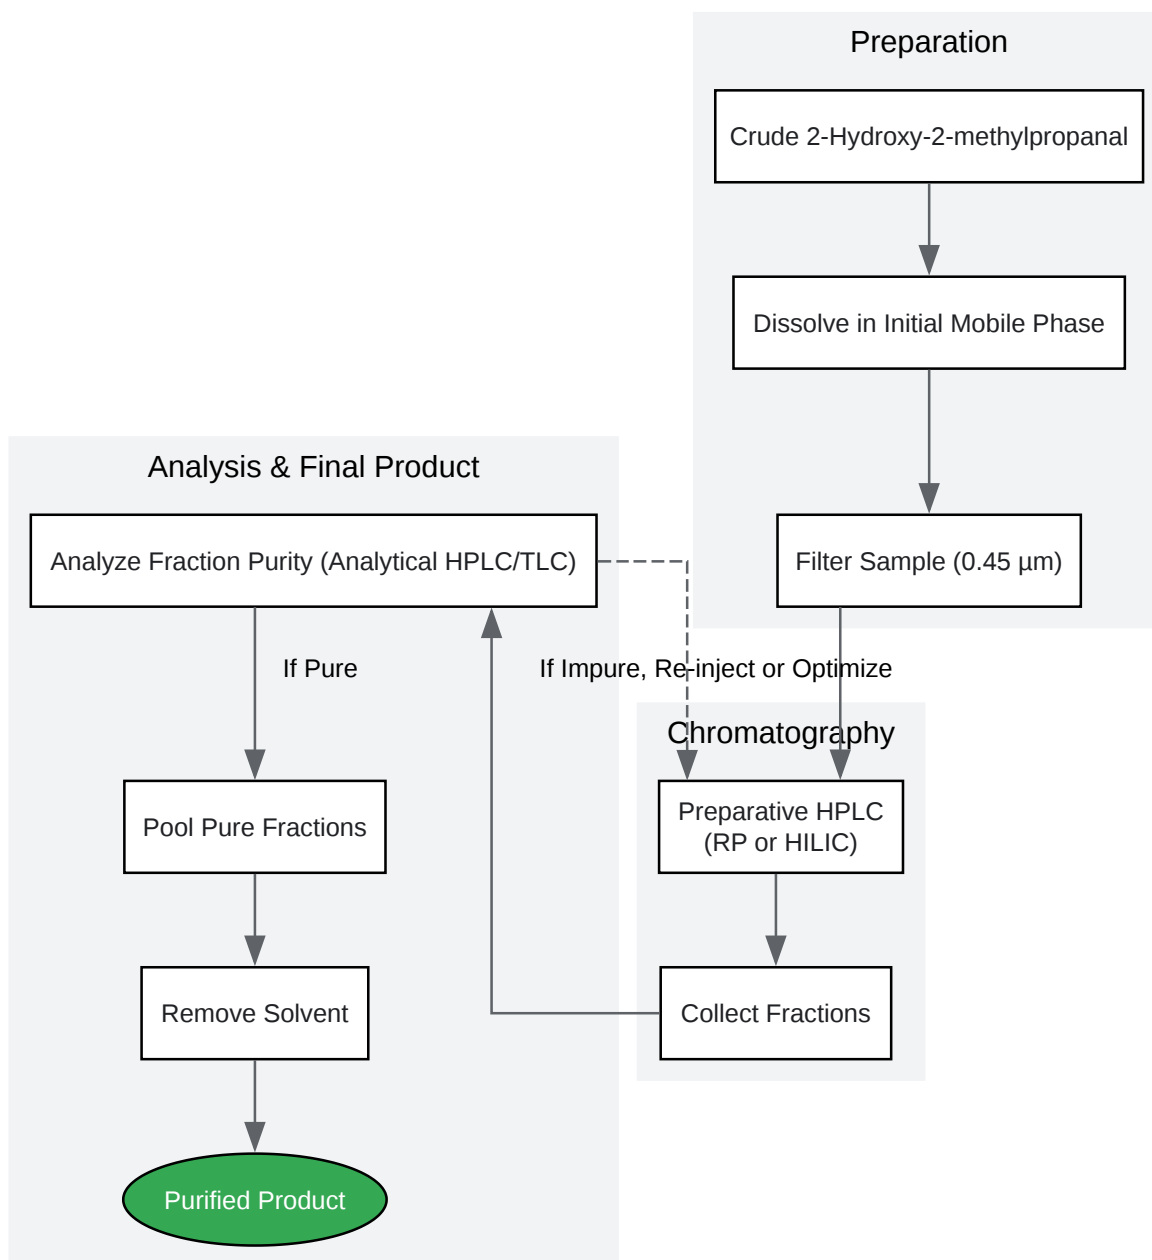 Preparation
Crude 2-Hydroxy-2-methylpropanal
Dissolve in Initial Mobile Phase
Filter Sample (0.45 µm)
Analysis & Final Product
Analyze Fraction Purity (Analytical HPLC/TLC)
If Pure
If Impure, Re-inject or Optimize
Chromatography
Preparative HPLC
(RP or HILIC)
Collect Fractions
Pool Pure Fractions
Remove Solvent
Purified Product